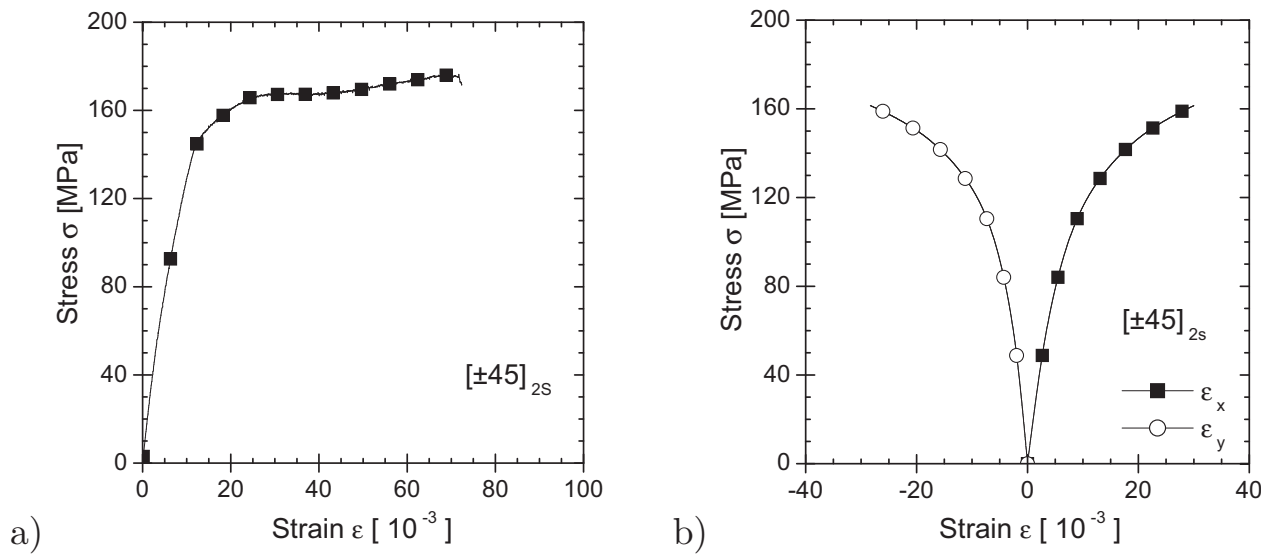 200
160
120
80
40
0
Stress σ [MPa]
[±45]2S
0 20 40 60 80 100
Strain ε [ 10-3 ]
a)
200
160
120
80
40
0
Stress σ [MPa]
[±45]2s
εx
εy
-40 -20 0 20 40
Strain ε [ 10-3 ]
b)